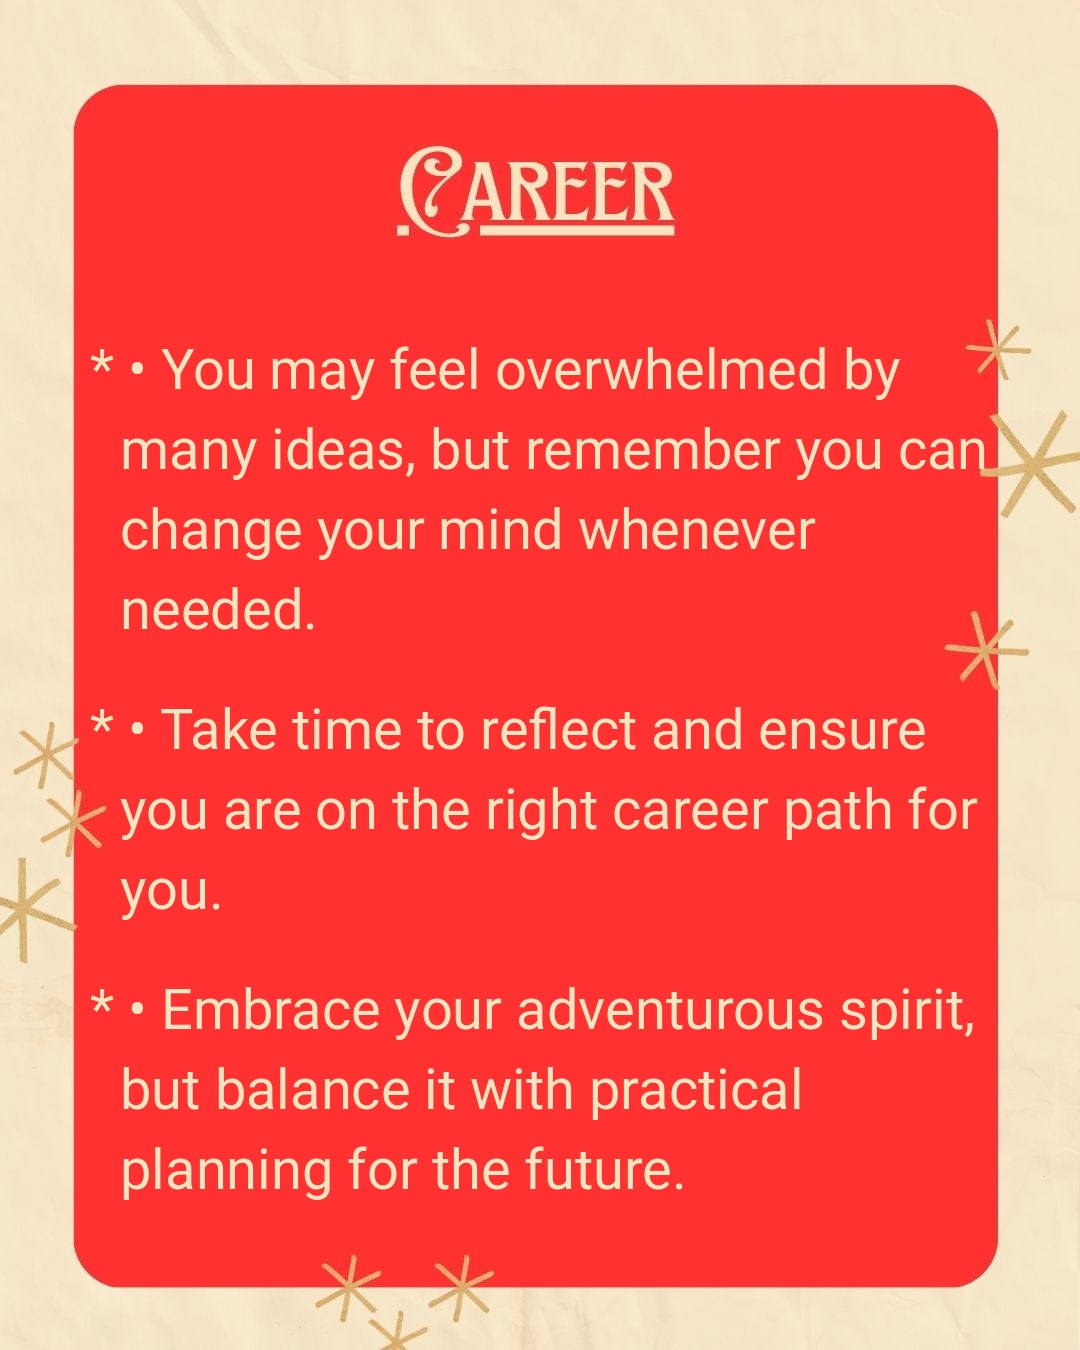 Career
* • You may feel overwhelmed by
many ideas, but remember you can
change your mind whenever
needed.
* • Take time to reflect and ensure
you are on the right career path for
you.
* • Embrace your adventurous spirit,
but balance it with practical
planning for the future.